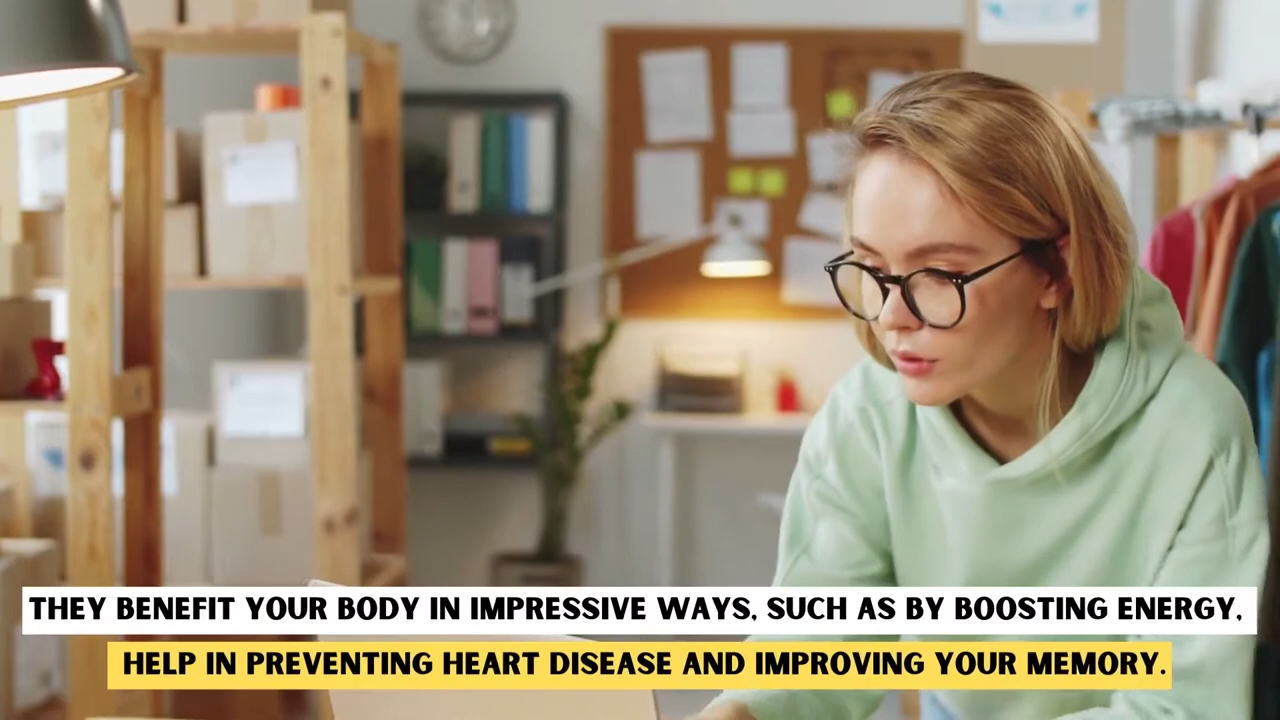 THEY BENEFIT YOUR BODY IN IMPRESSIVE WAYS, SUCH AS BY BOOSTING ENERGY,
HELP IN PREVENTING HEART DISEASE AND IMPROVING YOUR MEMORY.